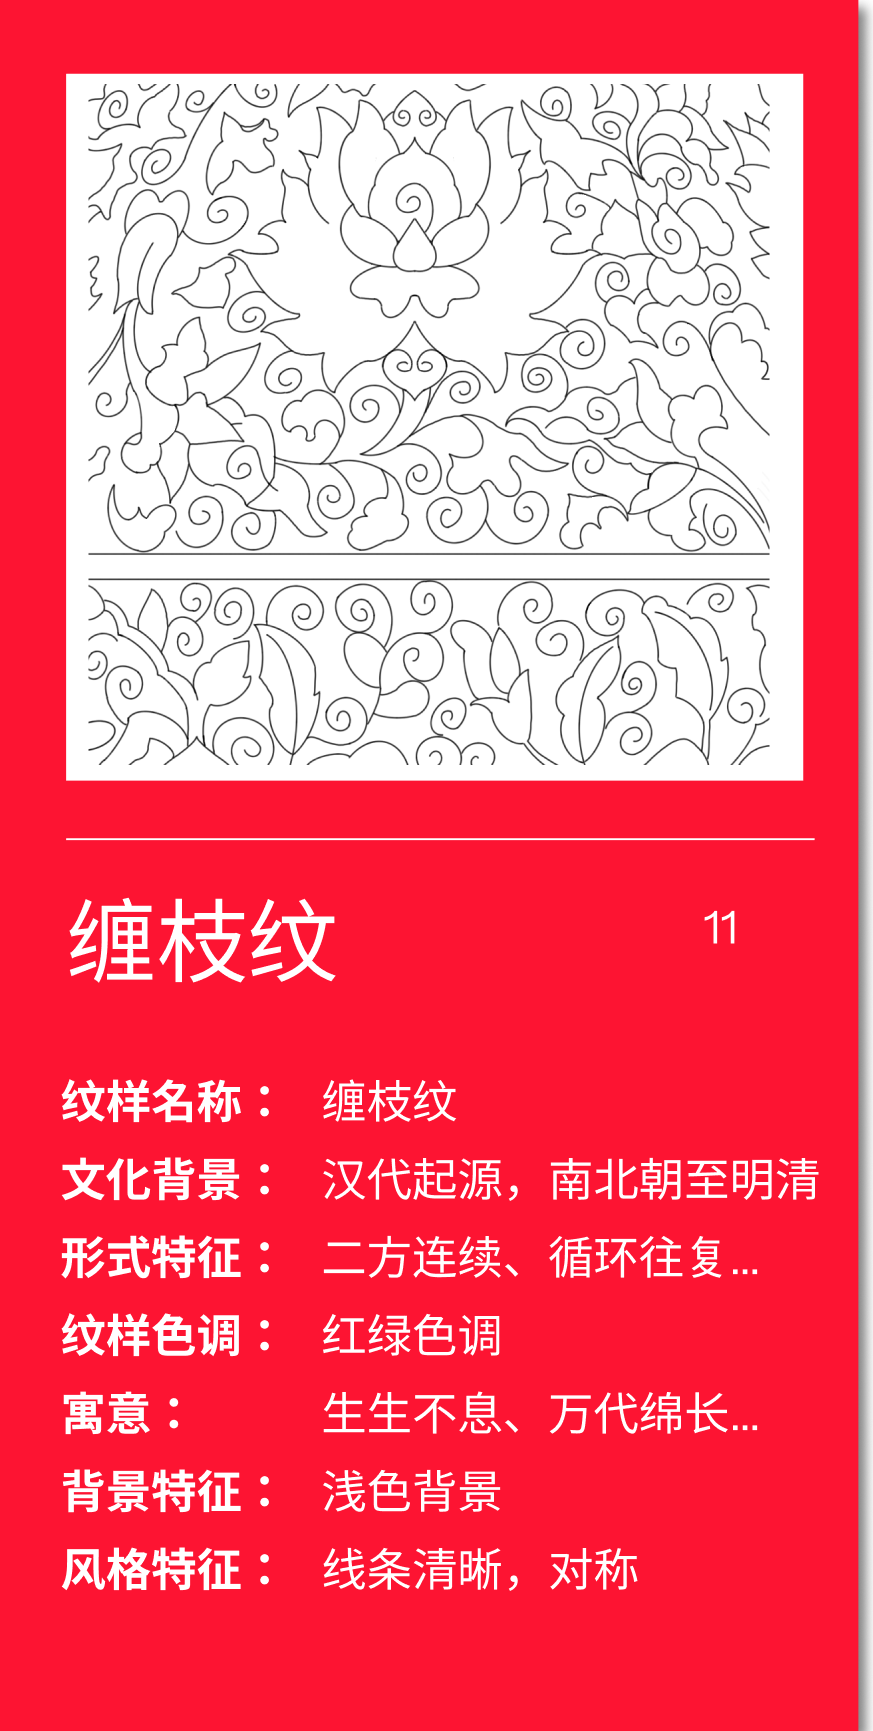 缠枝纹
11
纹样名称： 缠枝纹
文化背景： 汉代起源，南北朝至明清
形式特征： 二方连续、循环往复...
纹样色调： 红绿色调
寓意： 生生不息、万代绵长...
背景特征： 浅色背景
风格特征： 线条清晰，对称